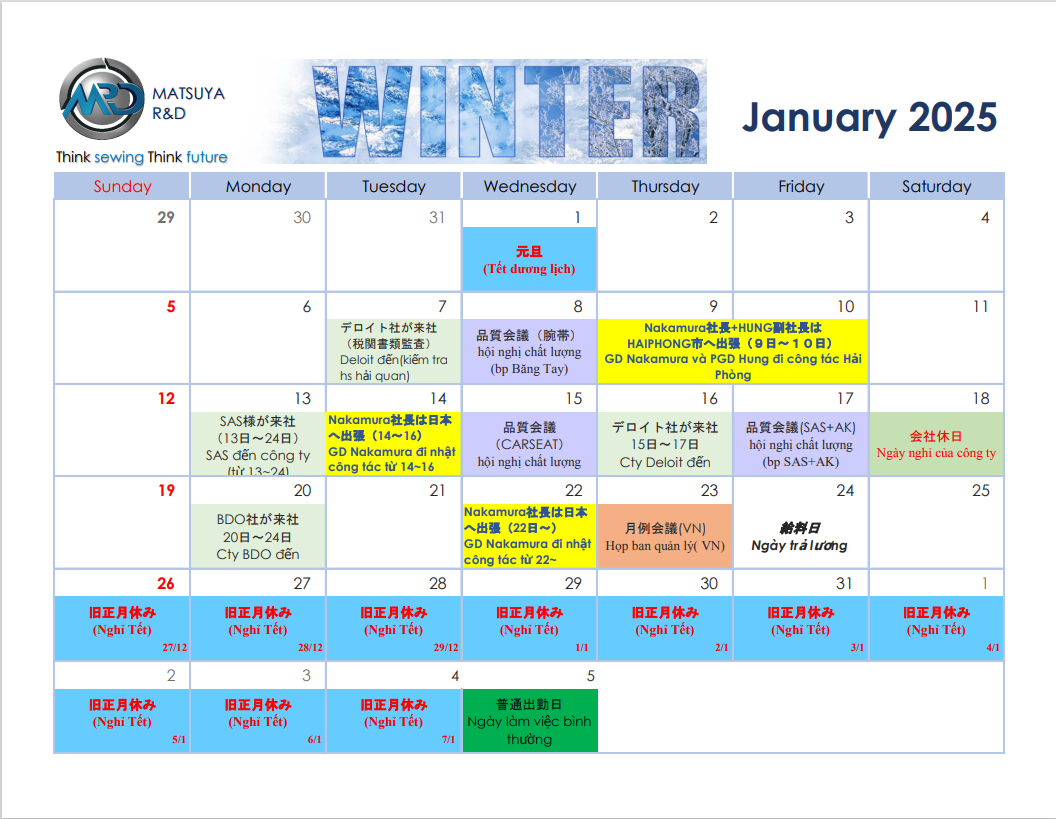 MRD
MATSUYA
R&D
Think sewing Think future
WINTER
January 2025
Sunday Monday Tuesday Wednesday Thursday Friday Saturday
29 30 31 1 2 3 4
元旦
(Tết dương lịch)
5 6 7 8 9 10 11
デロイト社が来社
（税関書類監査）
Deloit đến(kiểm tra
hs hải quan)
品質会議（腕帯）
hội nghị chất lượng
(bp Băng Tay)
Nakamura社長+HUNG副社長は
HAIPHONG市へ出張（９日～１０日）
GD Nakamura và PGD Hung đi công tác Hải
Phòng
12 13 14 15 16 17 18
SAS様が来社
（13日～24日）
SAS đến công ty
(từ 13~24)
Nakamura社長は日本
へ出張（14～16）
GD Nakamura đi nhật
công tác từ 14~16
品質会議
（CARSEAT）
hội nghị chất lượng
デロイト社が来社
15日～17日
Cty Deloit đến
品質会議(SAS+AK)
hội nghị chất lượng
(bp SAS+AK)
会社休日
Ngày nghỉ của công ty
19 20 21 22 23 24 25
BDO社が来社
20日～24日
Cty BDO đến
Nakamura社長は日本
へ出張（22日～）
GD Nakamura đi nhật
công tác từ 22~
月例会議(VN)
Họp ban quản lý( VN)
給料日
Ngày trả lương
26 27 28 29 30 31 1
旧正月休み
(Nghỉ Tết)
27/12
旧正月休み
(Nghỉ Tết)
28/12
旧正月休み
(Nghỉ Tết)
29/12
旧正月休み
(Nghỉ Tết)
1/1
旧正月休み
(Nghỉ Tết)
2/1
旧正月休み
(Nghỉ Tết)
3/1
旧正月休み
(Nghỉ Tết)
4/1
2 3 4 5
旧正月休み
(Nghỉ Tết)
5/1
旧正月休み
(Nghỉ Tết)
6/1
旧正月休み
(Nghỉ Tết)
7/1
普通出勤日
Ngày làm việc bình
thường